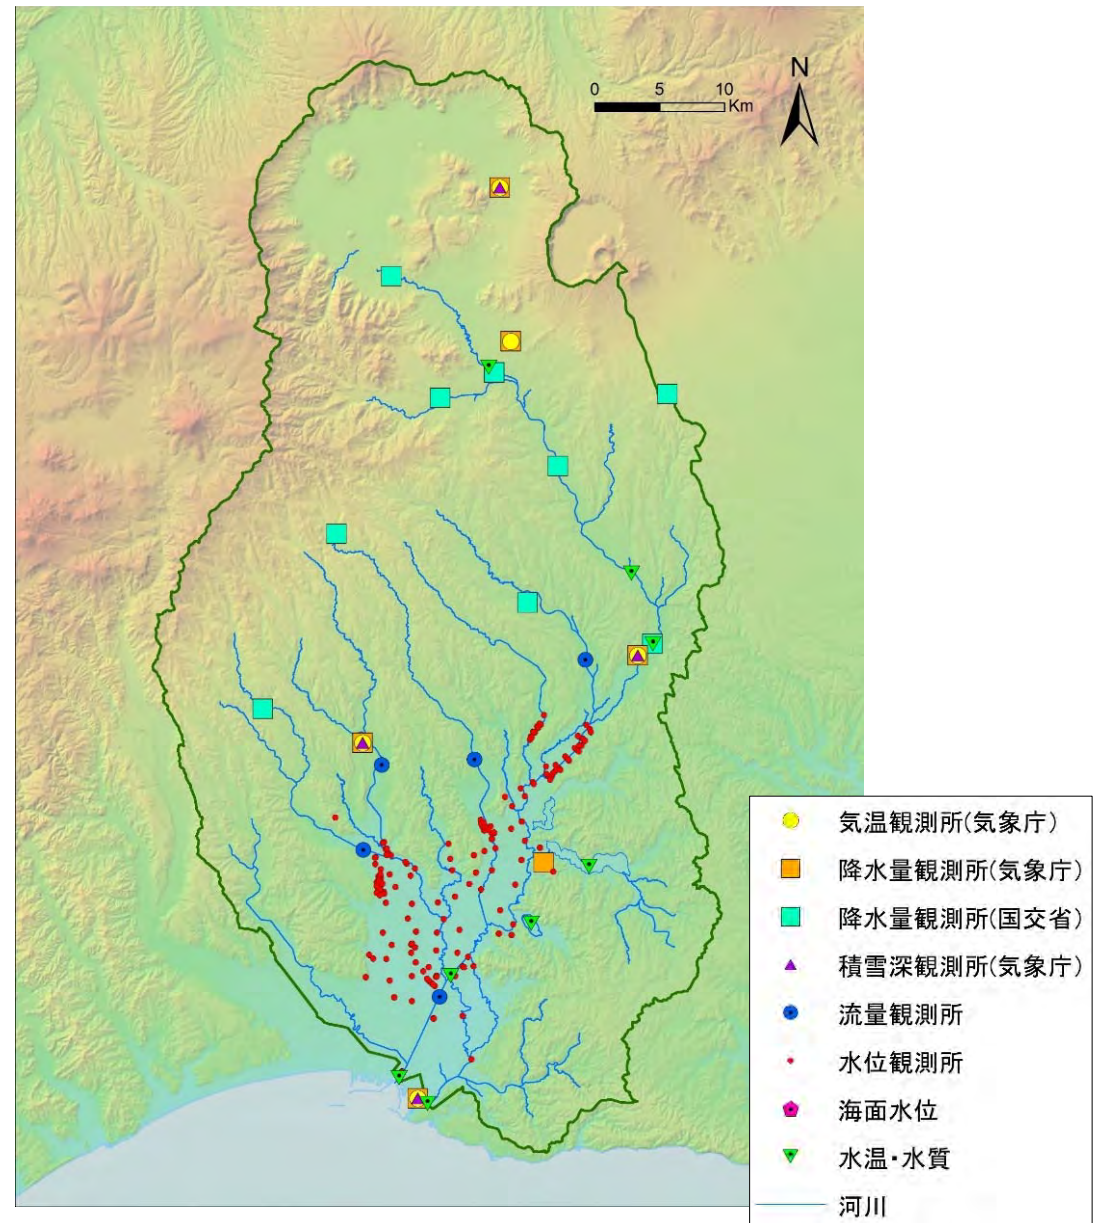 N
0 5 10
Km
気温観測所(気象庁)
降水量観測所(気象庁)
降水量観測所(国交省)
積雪深観測所(気象庁)
流量観測所
水位観測所
海面水位
水温・水質
河川